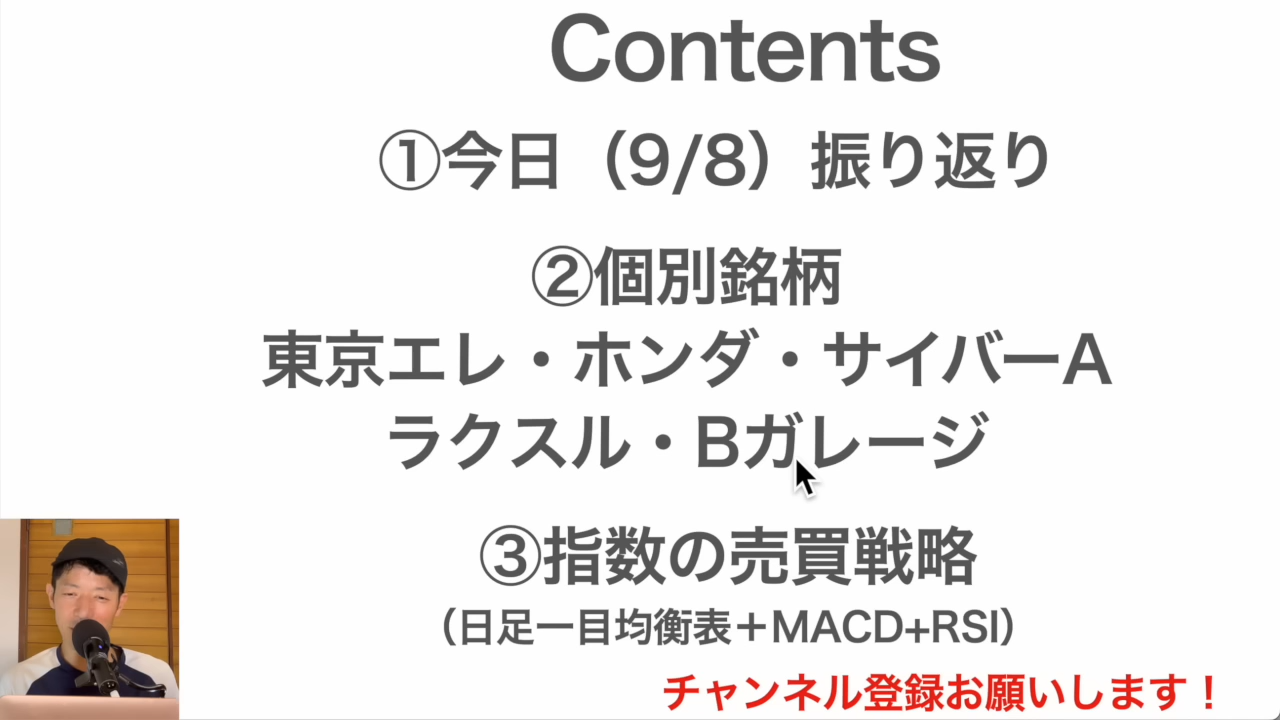 Contents
①今日（9/8）振り返り
②個別銘柄
東京エレ・ホンダ・サイバーA
ラクスル・Bガレージ
③指数の売買戦略
（日足一目均衡表＋MACD+RSI）
チャンネル登録お願いします！